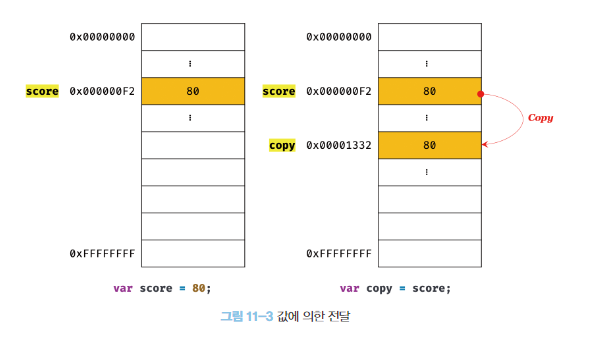 0x00000000
⋮
score 0x000000F2 80
⋮
0xFFFFFFFF
var score = 80;
0x00000000
⋮
score 0x000000F2 80
⋮
Copy
copy 0x00001332 80
⋮
0xFFFFFFFF
var copy = score;
그림 11-3 값에 의한 전달